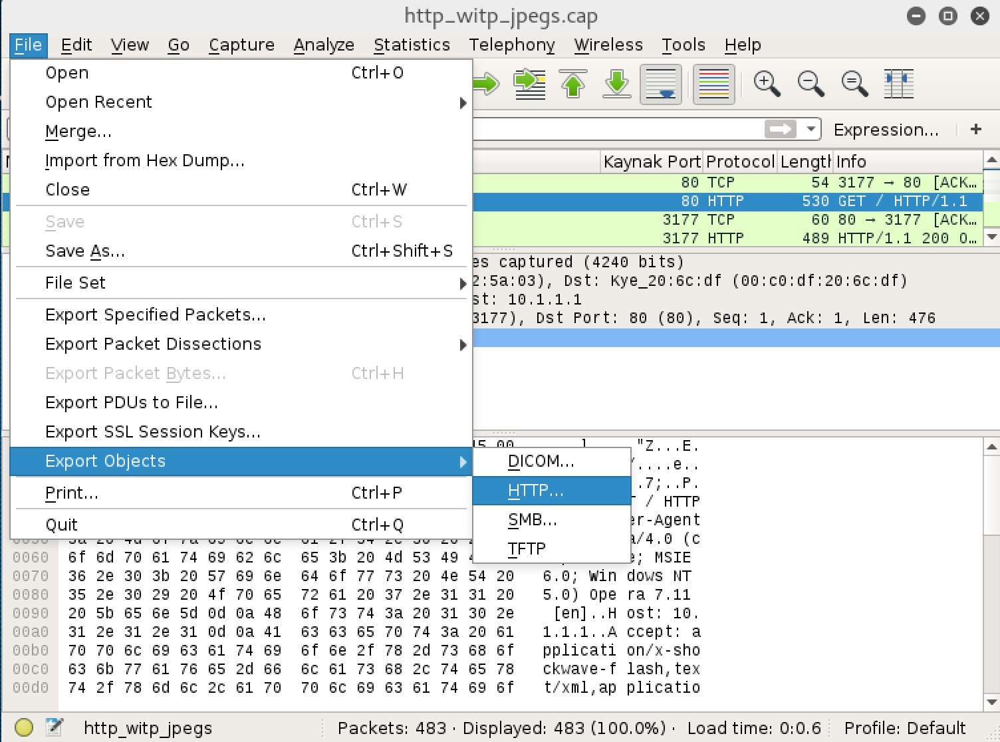 http_witp_jpegs.cap
File Edit View Go Capture Analyze Statistics Telephony Wireless Tools Help
Open Ctrl+O
Open Recent
Merge...
Import from Hex Dump...
Close Ctrl+W
Save Ctrl+S
Save As... Ctrl+Shift+S
File Set
Export Specified Packets...
Export Packet Dissections
Export Packet Bytes... Ctrl+H
Export PDUs to File...
Export SSL Session Keys...
Export Objects
Print... Ctrl+P
Quit Ctrl+Q
DICOM...
HTTP...
SMB...
TFTP
Expression... +
Kaynak Port Protocol Length Info
80 TCP 54 3177 → 80 [ACK…
80 HTTP 530 GET / HTTP/1.1
3177 TCP 60 80 → 3177 [ACK…
3177 HTTP 489 HTTP/1.1 200 O…
es captured (4240 bits)
2:5a:03), Dst: Kye_20:6c:df (00:c0:df:20:6c:df)
st: 10.1.1.1
3177), Dst Port: 80 (80), Seq: 1, Ack: 1, Len: 476
"Z...E.
....e..
.7;..P.
/ HTTP
er-Agent
a/4.0 (c
0060 6f 6d 70 61 74 69 62 6c 65 3b 20 4d 53 49 e; MSIE
0070 36 2e 30 3b 20 57 69 6e 64 6f 77 73 20 4e 54 20 6.0; Win dows NT
0080 35 2e 30 29 20 4f 70 65 72 61 20 37 2e 31 31 20 5.0) Ope ra 7.11
0090 20 5b 65 6e 5d 0d 0a 48 6f 73 74 3a 20 31 30 2e [en]..H ost: 10.
00a0 31 2e 31 2e 31 0d 0a 41 63 63 65 70 74 3a 20 61 1.1.1..A ccept: a
00b0 70 70 6c 69 63 61 74 69 6f 6e 2f 78 2d 73 68 6f pplicati on/x-sho
00c0 63 6b 77 61 76 65 2d 66 6c 61 73 68 2c 74 65 78 ckwave-f lash,tex
00d0 74 2f 78 6d 6c 2c 61 70 70 6c 69 63 61 74 69 6f t/xml,ap plicatio
http_witp_jpegs Packets: 483 · Displayed: 483 (100.0%) · Load time: 0:0.6 Profile: Default